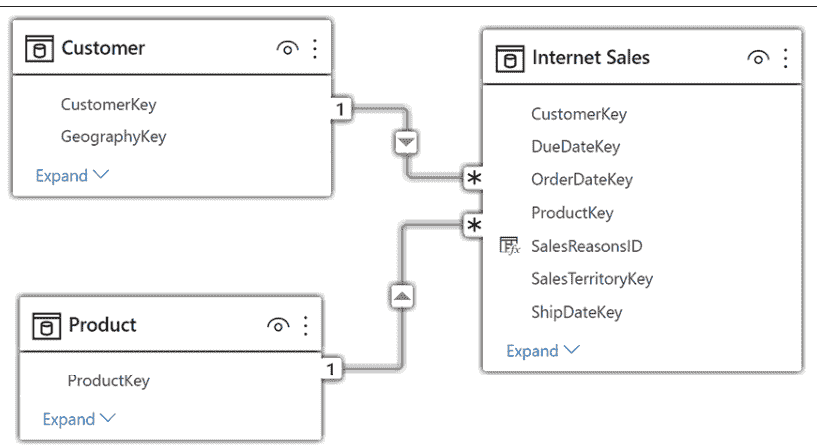 Customer
CustomerKey
GeographyKey
Expand
1
*
Internet Sales
CustomerKey
DueDateKey
OrderDateKey
ProductKey
SalesReasonsID
SalesTerritoryKey
ShipDateKey
Expand
*
Product
ProductKey
Expand
1